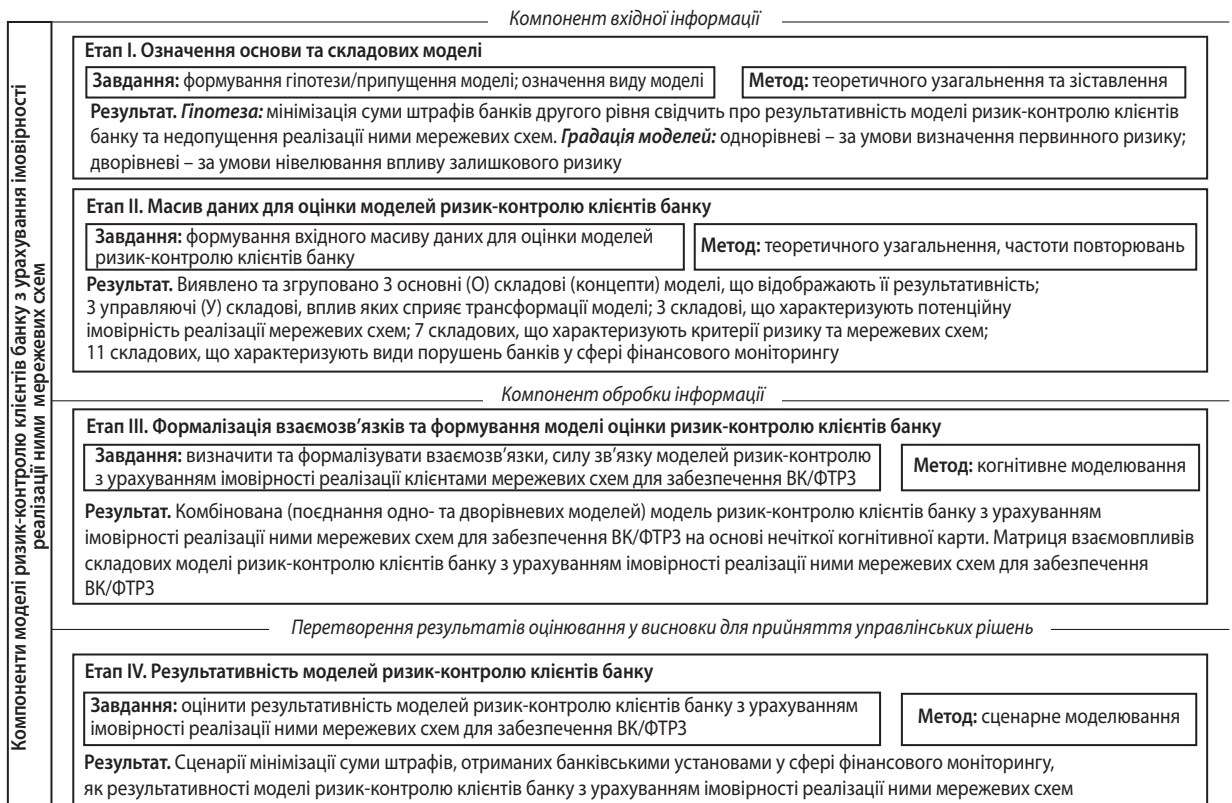 Компоненти моделі ризик-контролю клієнтів банку з урахування імовірності
реалізації ними мережевих схем
Компонент вхідної інформації
Етап І. Означення основи та складових моделі
Завдання: формування гіпотези/припущення моделі; означення виду моделі
Метод: теоретичного узагальнення та зіставлення
Результат. Гіпотеза: мінімізація суми штрафів банків другого рівня свідчить про результативність моделі ризик-контролю клієнтів
банку та недопущення реалізації ними мережевих схем. Градація моделей: однорівневі – за умови визначення первинного ризику;
дворівневі – за умови нівелювання впливу залишкового ризику
Етап ІІ. Масив даних для оцінки моделей ризик-контролю клієнтів банку
Завдання: формування вхідного масиву даних для оцінки моделей
ризик-контролю клієнтів банку
Метод: теоретичного узагальнення, частоти повторювань
Результат. Виявлено та згруповано 3 основні (О) складові (концепти) моделі, що відображають її результативність;
3 управляючі (У) складові, вплив яких сприяє трансформації моделі; 3 складові, що характеризують потенційну
імовірність реалізації мережевих схем; 7 складових, що характеризують критерії ризику та мережевих схем;
11 складових, що характеризують види порушень банків у сфері фінансового моніторингу
Компонент обробки інформації
Етап ІІІ. Формалізація взаємозв'язків та формування моделі оцінки ризик-контролю клієнтів банку
Завдання: визначити та формалізувати взаємозв'язки, силу зв'язку моделей ризик-контролю
з урахуванням імовірності реалізації клієнтами мережевих схем для забезпечення ВК/ФТРЗ
Метод: когнітивне моделювання
Результат. Комбінована (поєднання одно- та дворівневих моделей) модель ризик-контролю клієнтів банку з урахуванням
імовірності реалізації ними мережевих схем для забезпечення ВК/ФТРЗ на основі нечіткої когнітивної карти. Матриця взаємовпливів
складових моделі ризик-контролю клієнтів банку з урахуванням імовірності реалізації ними мережевих схем для забезпечення
ВК/ФТРЗ
Перетворення результатів оцінювання у висновки для прийняття управлінських рішень
Етап IV. Результативність моделей ризик-контролю клієнтів банку
Завдання: оцінити результативність моделей ризик-контролю клієнтів банку з урахуванням
імовірності реалізації ними мережевих схем для забезпечення ВК/ФТРЗ
Метод: сценарне моделювання
Результат. Сценарії мінімізації суми штрафів, отриманих банківськими установами у сфері фінансового моніторингу,
як результативності моделі ризик-контролю клієнтів банку з урахуванням імовірності реалізації ними мережевих схем